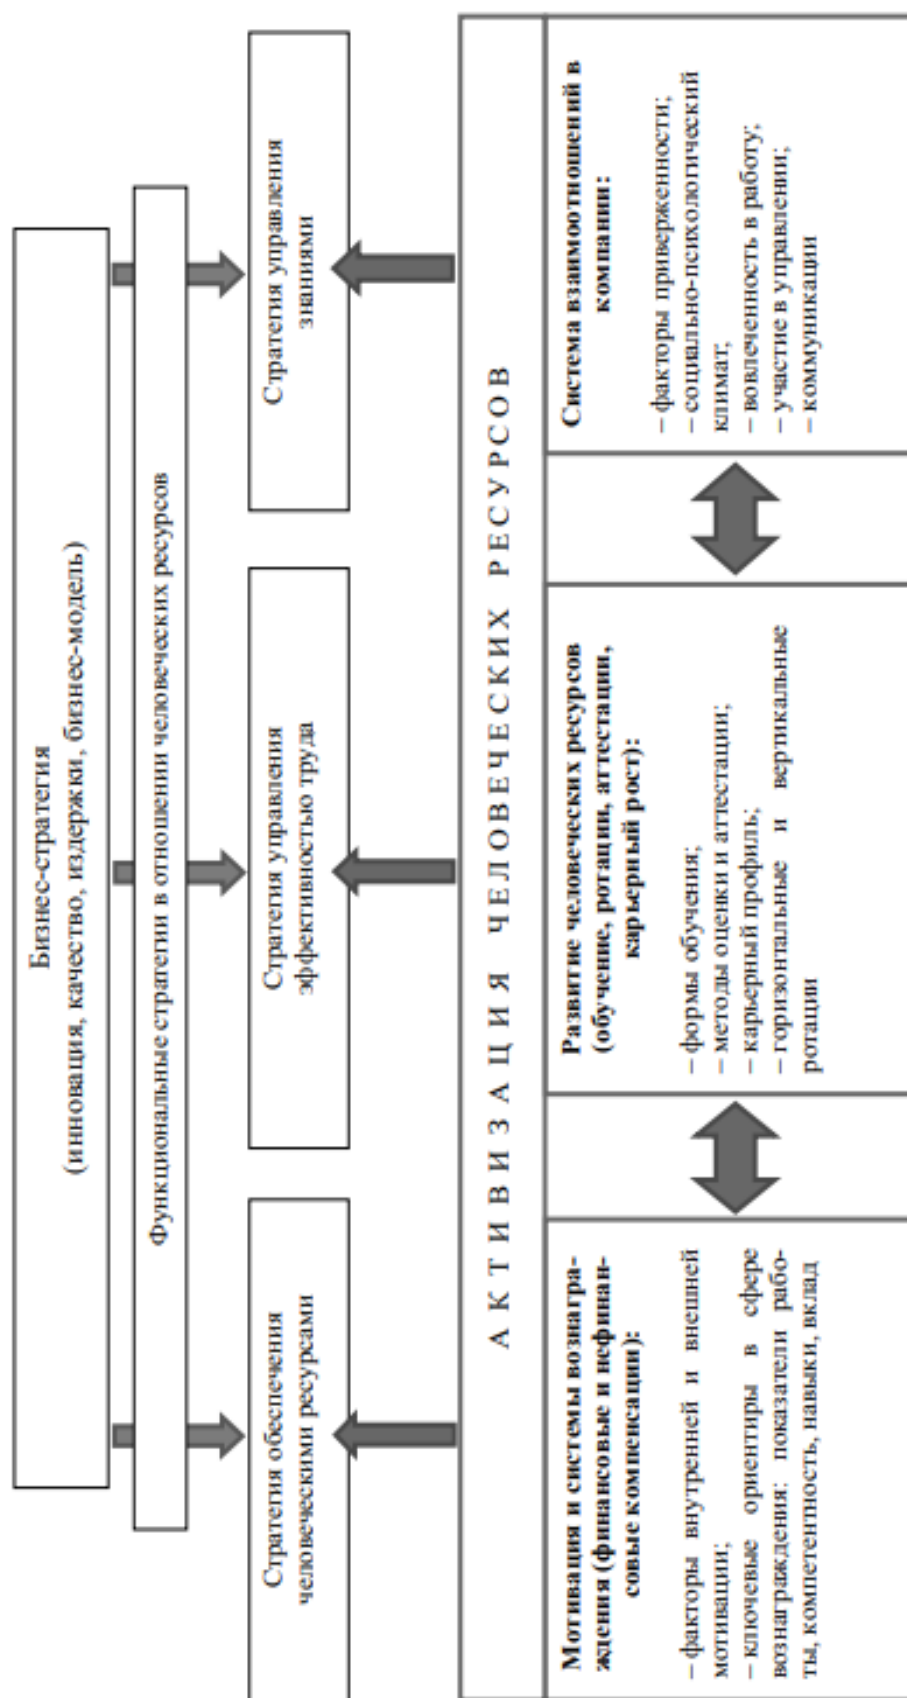 Бизнес-стратегия
(инновация, качество, издержки, бизнес-модель)
Функциональные стратегии в отношении человеческих ресурсов
Стратегия обеспечения
человеческими ресурсами
Стратегия управления
эффективностью труда
Стратегия управления
знаниями
АКТИВИЗАЦИЯ ЧЕЛОВЕЧЕСКИХ РЕСУРСОВ
Мотивация и системы вознагра-
ждения (финансовые и нефинан-
совые компенсации):
– факторы внутренней и внешней
мотивации;
– ключевые ориентиры в сфере
вознаграждения: показатели рабо-
ты, компетентность, навыки, вклад
Развитие человеческих ресурсов
(обучение, ротации, аттестации,
карьерный рост):
– формы обучения;
– методы оценки и аттестации;
– карьерный профиль;
– горизонтальные и вертикальные
ротации
Система взаимоотношений в
компании:
– факторы приверженности;
– социально-психологический
климат;
– вовлеченность в работу;
– участие в управлении;
– коммуникации